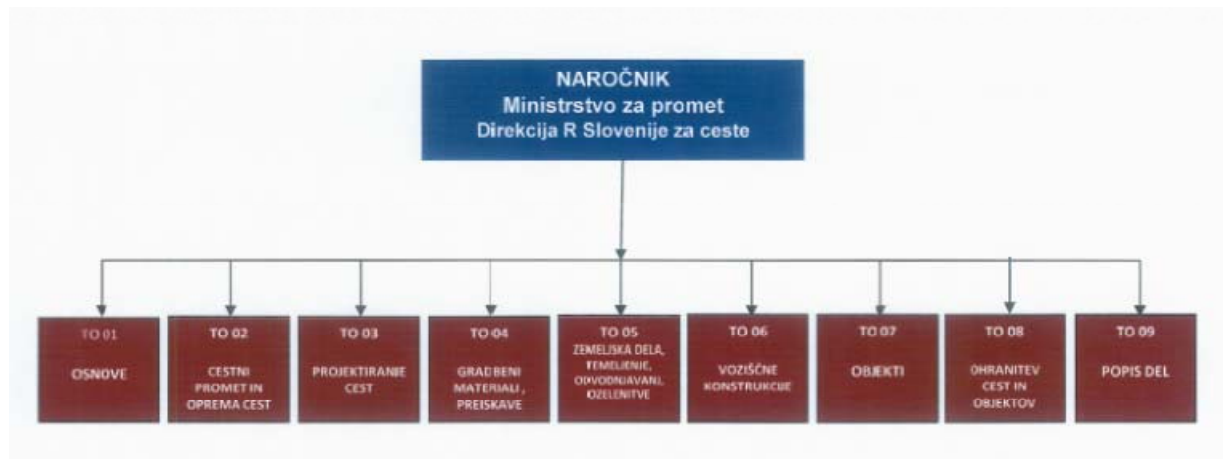 NAROČNIK
Ministrstvo za promet
Direkcija R Slovenije za ceste
TO 01
OSNOVE
TO 02
CESTNI
PROMET IN
OPREMA CEST
TO 03
PROJEKTIRANJE
CEST
TO 04
GRADBENI
MATERIALI,
PREISKAVE
TO 05
ZEMELJSKA DELA,
TEMELJENJE,
ODVODNJAVANJ,
OZELENITVE
TO 06
VOZIŠČNE
KONSTRUKCIJE
TO 07
OBJEKTI
TO 08
OHRANITEV
CEST IN
OBJEKTOV
TO 09
POPIS DEL